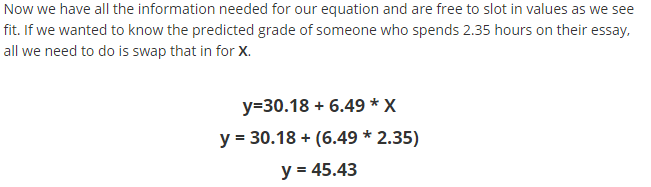 Now we have all the information needed for our equation and are free to slot in values as we see
fit. If we wanted to know the predicted grade of someone who spends 2.35 hours on their essay,
all we need to do is swap that in for X.
y=30.18 + 6.49 * X
y = 30.18 + (6.49 * 2.35)
y = 45.43